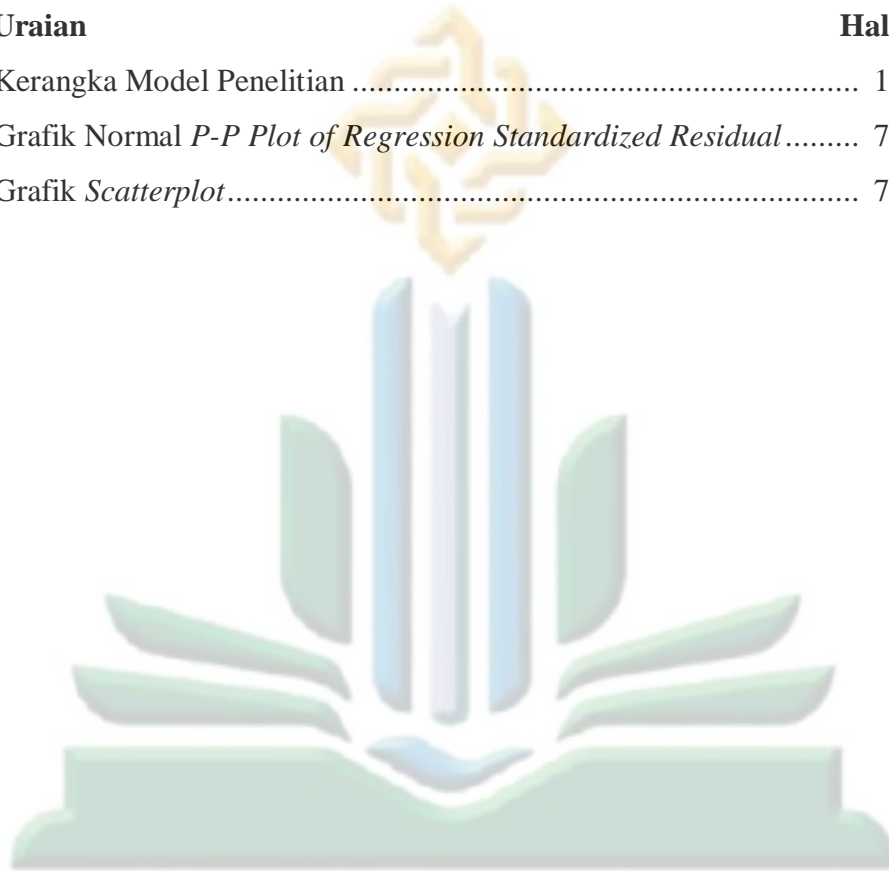 Uraian Hal
Kerangka Model Penelitian ............................................................. 1
Grafik Normal P-P Plot of Regression Standardized Residual ......... 7
Grafik Scatterplot ............................................................................ 7